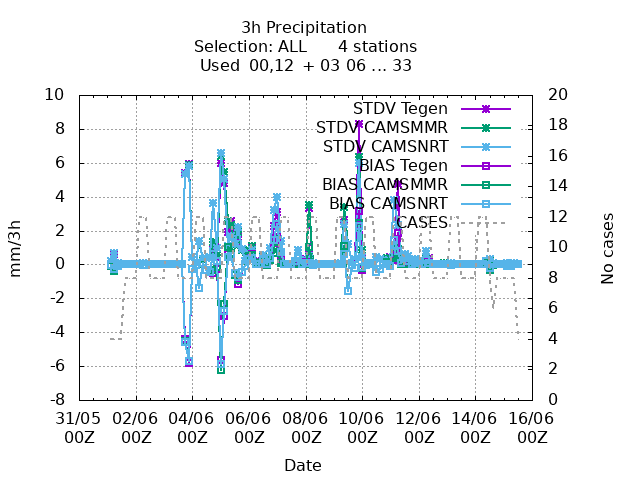 3h Precipitation
Selection: ALL 4 stations
Used 00,12 + 03 06 ... 33
STDV Tegen
STDV CAMSMMR
STDV CAMSNRT
BIAS Tegen
BIAS CAMSMMR
BIAS CAMSNRT
CASES
mm/3h
10
8
6
4
2
0
-2
-4
-6
-8
No cases
20
18
16
14
12
10
8
6
4
2
0
31/05 02/06 04/06 06/06 08/06 10/06 12/06 14/06 16/06
00Z 00Z 00Z 00Z 00Z 00Z 00Z 00Z 00Z
Date